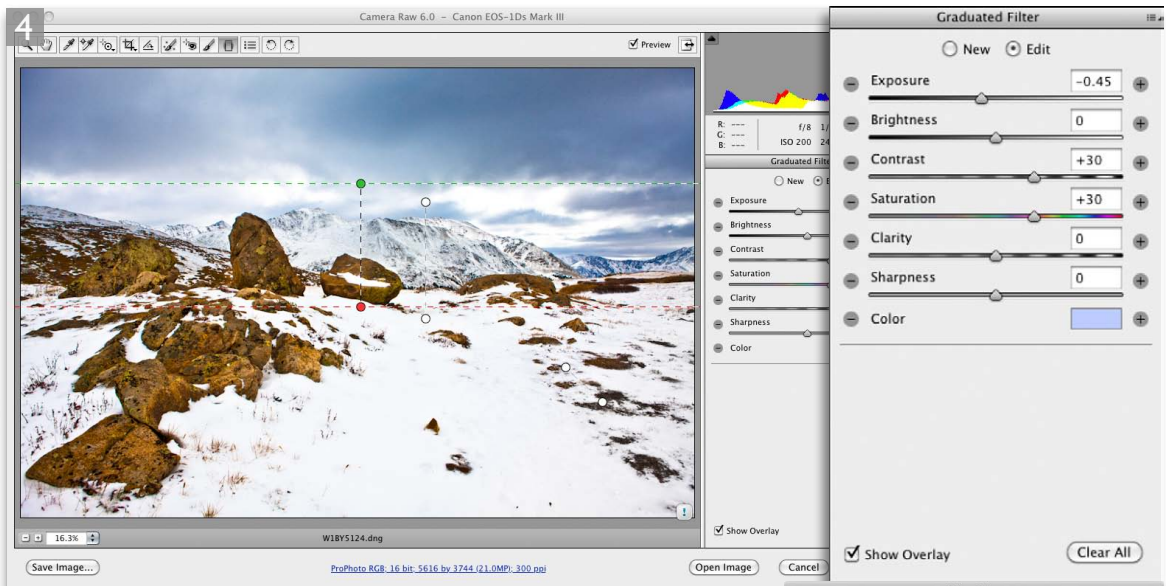 4
Camera Raw 6.0 – Canon EOS-1Ds Mark III
Preview
R: ---
G: ---
B: ---
f/8 1/
ISO 200 24
Graduated Filte
New
Exposure
Brightness
Contrast
Saturation
Clarity
Sharpness
Color
Show Overlay
16.3%
W1BY5124.dng
Save Image...
ProPhoto RGB; 16 bit; 5616 by 3744 (21.0MP); 300 ppi
Open Image
Cancel
Graduated Filter
New Edit
Exposure -0.45
Brightness 0
Contrast +30
Saturation +30
Clarity 0
Sharpness 0
Color
Show Overlay
Clear All